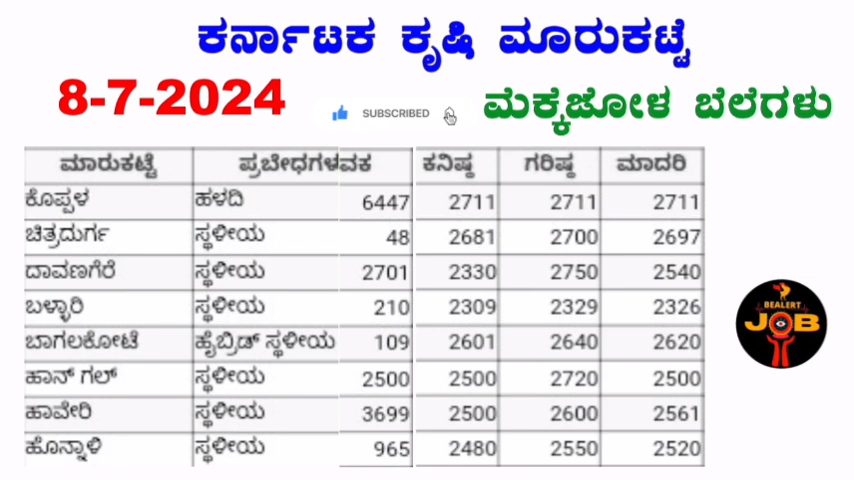 ಕರ್ನಾಟಕ ಕೃಷಿ ಮಾರುಕಟ್ಟೆ
8-7-2024 SUBSCRIBED ಮೆಕ್ಕೆಜೋಳ ಬೆಲೆಗಳು
ಮಾರುಕಟ್ಟೆ ಪ್ರಬೇಧಗಳವಕ ಕನಿಷ್ಠ ಗರಿಷ್ಠ ಮಾದರಿ
ಕೊಪ್ಪಳ ಹಳದಿ 6447 2711 2711 2711
ಚಿತ್ರದುರ್ಗ ಸ್ಥಳೀಯ 48 2681 2700 2697
ದಾವಣಗೆರೆ ಸ್ಥಳೀಯ 2701 2330 2750 2540
ಬಳ್ಳಾರಿ ಸ್ಥಳೀಯ 210 2309 2329 2326
ಬಾಗಲಕೋಟೆ ಹೈಬ್ರಿಡ್ ಸ್ಥಳೀಯ 109 2601 2640 2620
ಹಾನ್ ಗಲ್ ಸ್ಥಳೀಯ 2500 2500 2720 2500
ಹಾವೇರಿ ಸ್ಥಳೀಯ 3699 2500 2600 2561
ಹೊನ್ನಾಳಿ ಸ್ಥಳೀಯ 965 2480 2550 2520
BEALERT
JOB